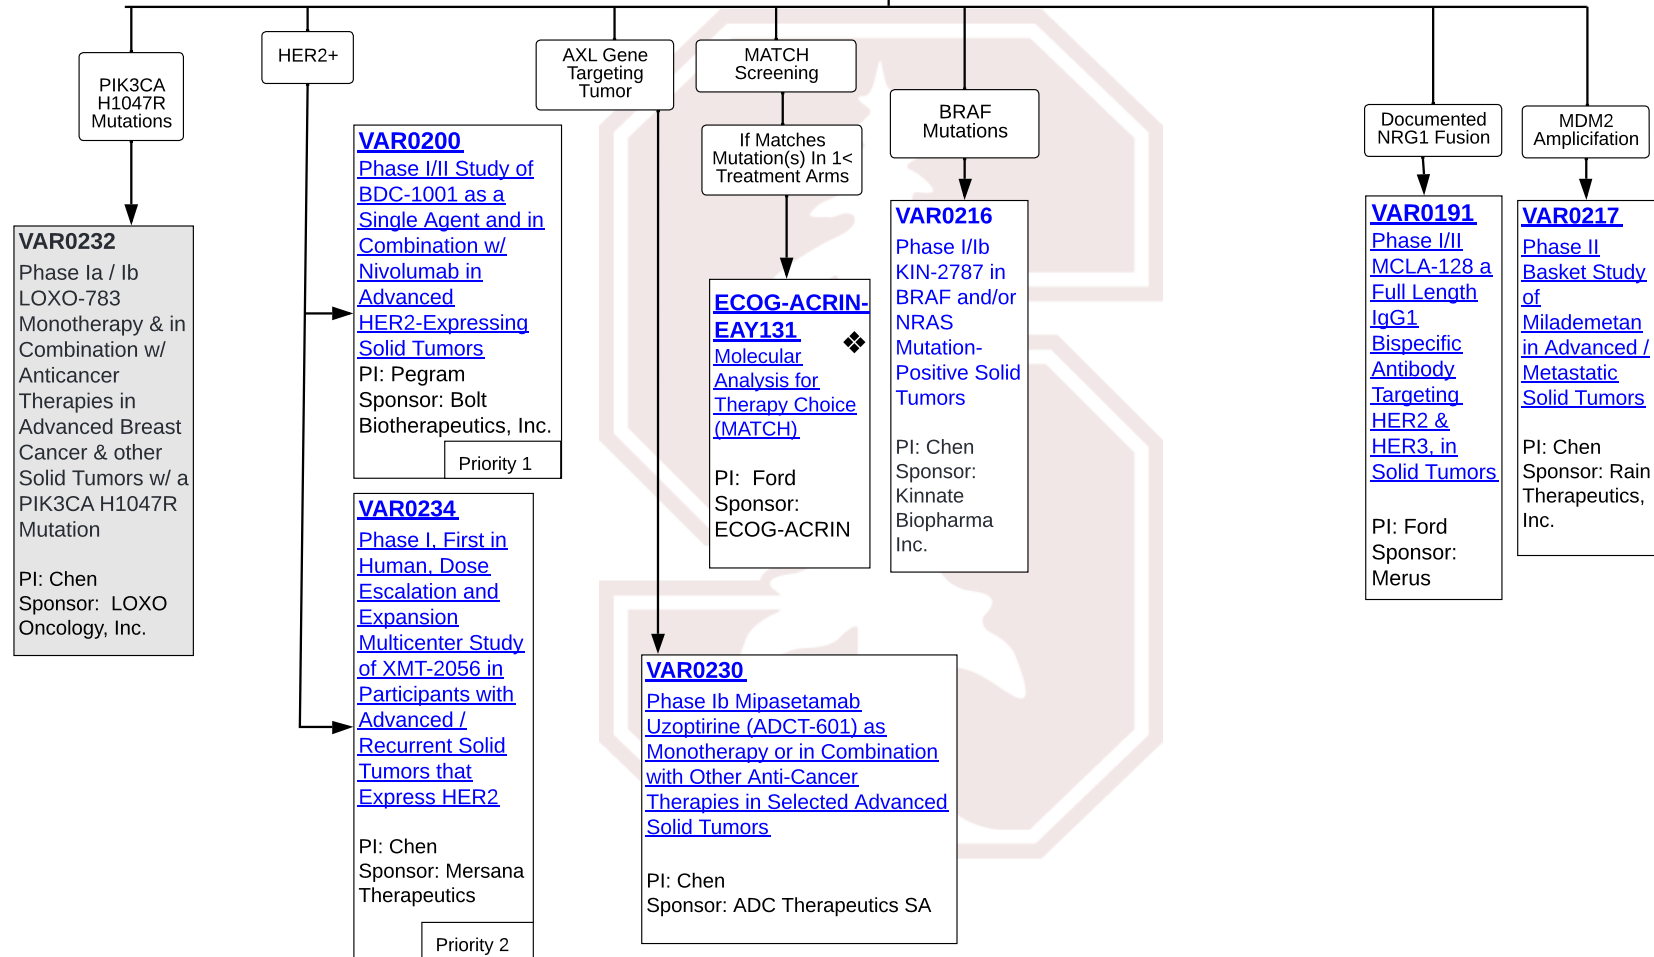 PIK3CA
H1047R
Mutations
VAR0232
Phase Ia / Ib
LOXO-783
Monotherapy & in
Combination w/
Anticancer
Therapies in
Advanced Breast
Cancer & other
Solid Tumors w/ a
PIK3CA H1047R
Mutation
PI: Chen
Sponsor: LOXO
Oncology, Inc.
HER2+
VAR0200
Phase I/II Study of
BDC-1001 as a
Single Agent and in
Combination w/
Nivolumab in
Advanced
HER2-Expressing
Solid Tumors
PI: Pegram
Sponsor: Bolt
Biotherapeutics, Inc.
Priority 1
VAR0234
Phase I, First in
Human, Dose
Escalation and
Expansion
Multicenter Study
of XMT-2056 in
Participants with
Advanced /
Recurrent Solid
Tumors that
Express HER2
PI: Chen
Sponsor: Mersana
Therapeutics
Priority 2
AXL Gene
Targeting
Tumor
VAR0230
Phase Ib Mipasetamab
Uzoptirine (ADCT-601) as
Monotherapy or in Combination
with Other Anti-Cancer
Therapies in Selected Advanced
Solid Tumors
PI: Chen
Sponsor: ADC Therapeutics SA
MATCH
Screening
If Matches
Mutation(s) In 1<
Treatment Arms
ECOG-ACRIN-
EAY131
❖
Molecular
Analysis for
Therapy Choice
(MATCH)
PI: Ford
Sponsor:
ECOG-ACRIN
BRAF
Mutations
VAR0216
Phase I/Ib
KIN-2787 in
BRAF and/or
NRAS
Mutation-
Positive Solid
Tumors
PI: Chen
Sponsor:
Kinnate
Biopharma
Inc.
Documented
NRG1 Fusion
VAR0191
Phase I/II
MCLA-128 a
Full Length
IgG1
Bispecific
Antibody
Targeting
HER2 &
HER3, in
Solid Tumors
PI: Ford
Sponsor:
Merus
MDM2
Amplicifation
VAR0217
Phase II
Basket Study
of
Milademetan
in Advanced /
Metastatic
Solid Tumors
PI: Chen
Sponsor: Rain
Therapeutics,
Inc.